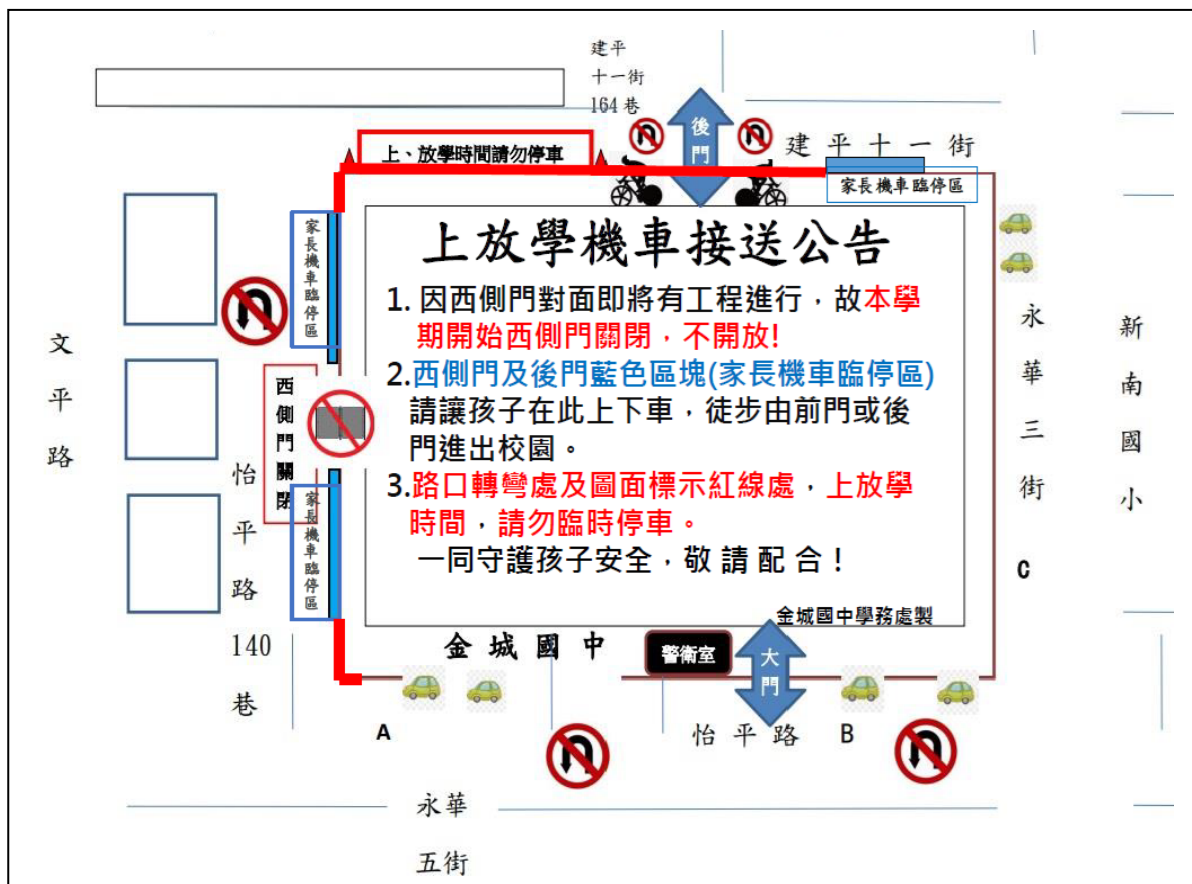 建平
十一街
164巷
後門
建平十一街
上、放學時間請勿停車
家長機車臨停區
家長機車臨停區
上放學機車接送公告
1. 因西側門對面即將有工程進行，故本學
期開始西側門關閉，不開放!
2.西側門及後門藍色區塊(家長機車臨停區)
請讓孩子在此上下車，徒步由前門或後
門進出校園。
3.路口轉彎處及圖面標示紅線處，上放學
時間，請勿臨時停車。
一同守護孩子安全，敬請配合！
金城國中學務處製
文平路
西側門關閉
怡平路140巷
家長機車臨停區
永華三街
新南國小
C
金城國中
警衛室
大門
A
怡平路 B
永華
五街